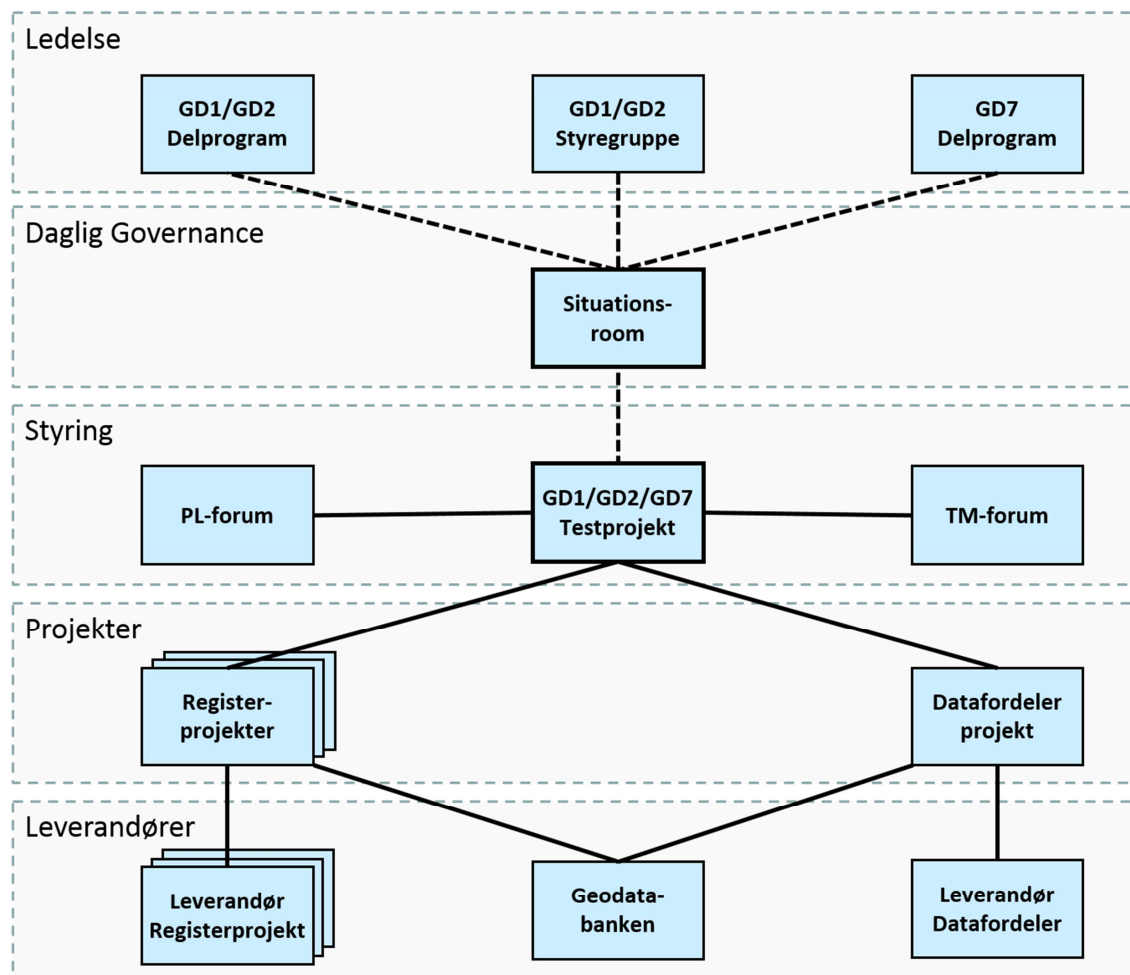 Ledelse
GD1/GD2
Delprogram
GD1/GD2
Styregruppe
GD7
Delprogram
Daglig Governance
Situations-
room
Styring
PL-forum
GD1/GD2/GD7
Testprojekt
TM-forum
Projekter
Register-
projekter
Datafordeler
projekt
Leverandører
Leverandør
Registerprojekt
Geodata-
banken
Leverandør
Datafordeler